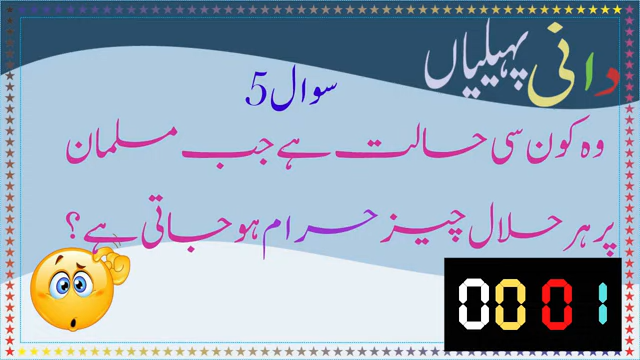 دانی پہیلیاں
سوال 5
وہ کون سی حالت ہے جب مسلمان
پر ہر حلال چیز حرام ہو جاتی ہے؟
00 01